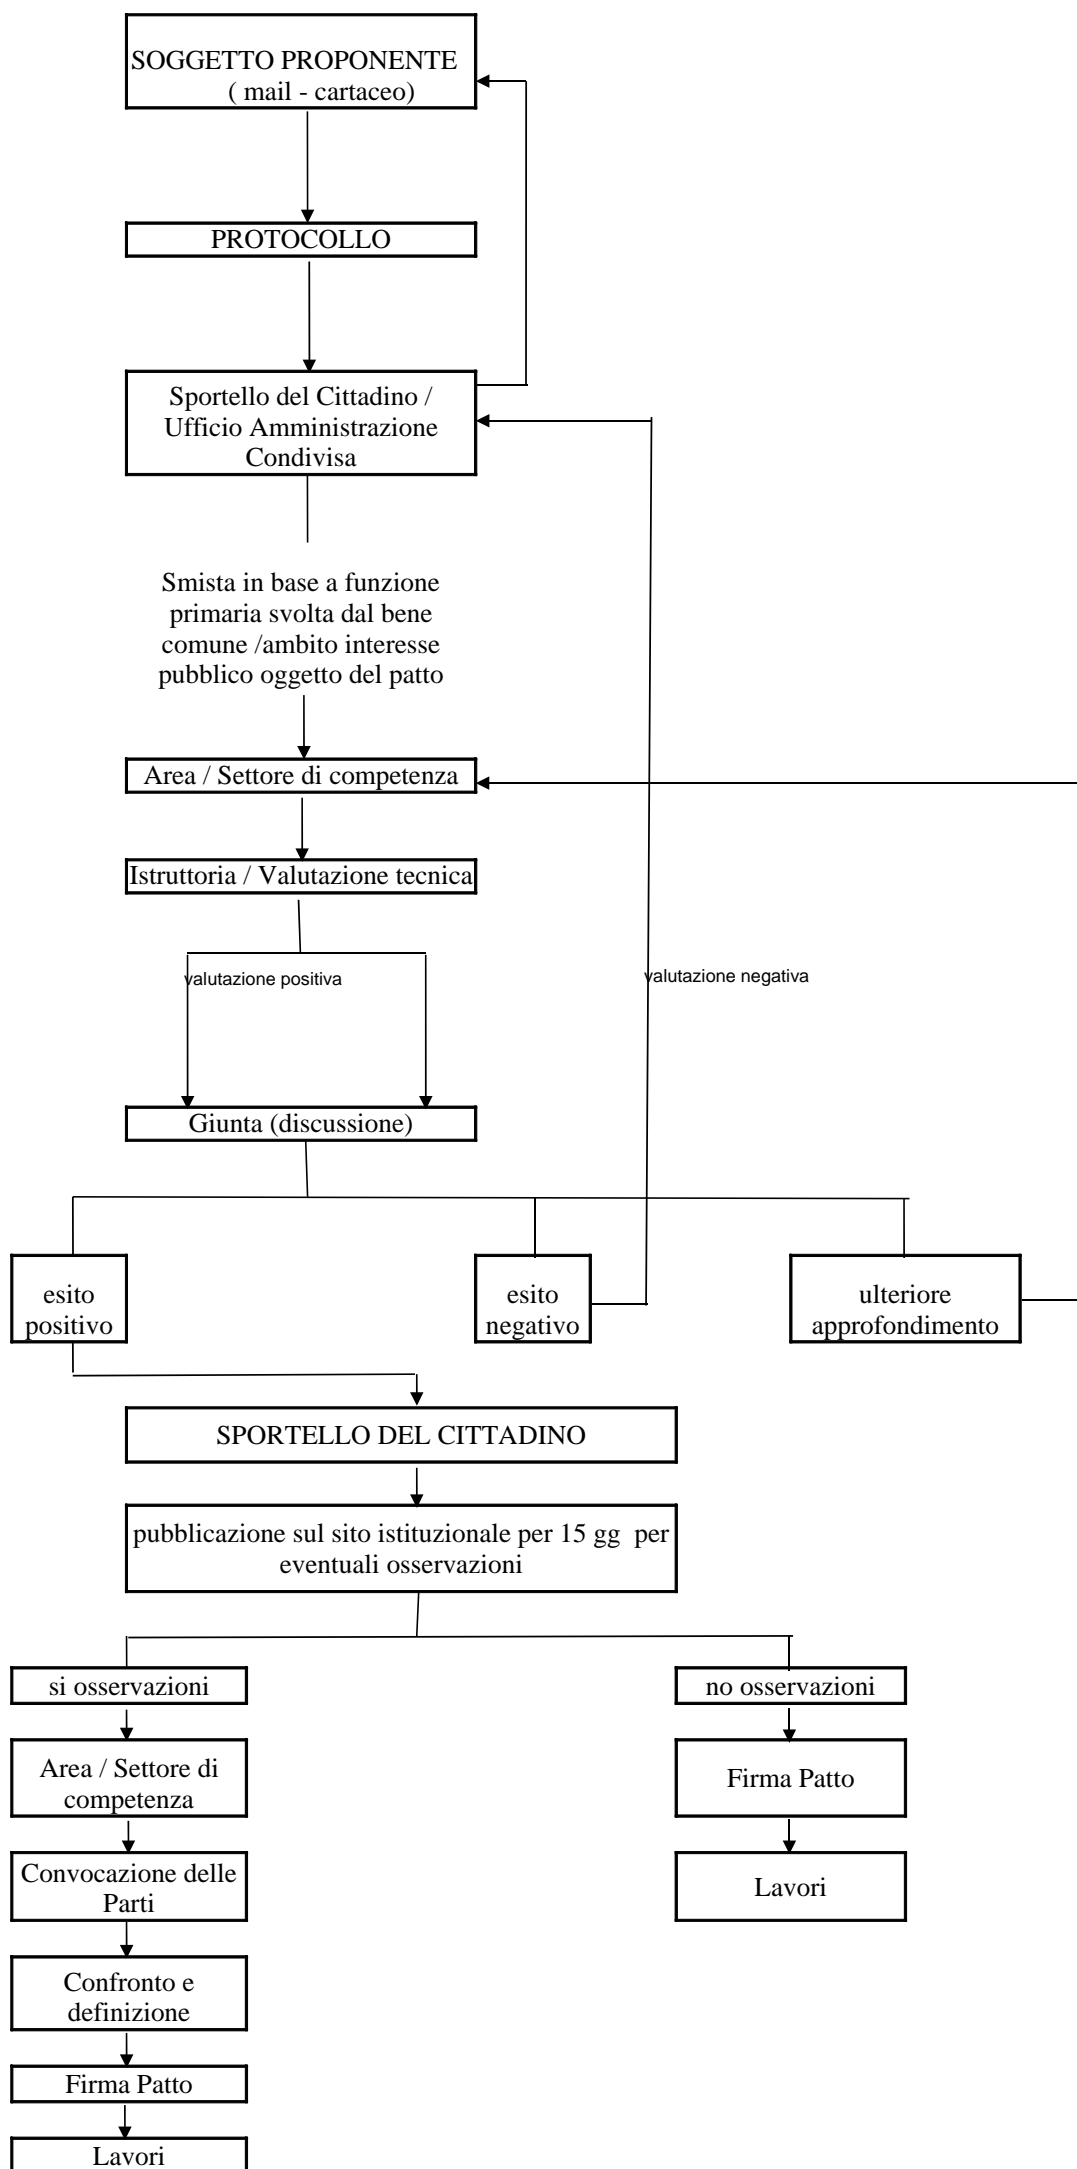 SOGGETTO PROPONENTE
( mail - cartaceo)
PROTOCOLLO
Sportello del Cittadino /
Ufficio Amministrazione
Condivisa
Smista in base a funzione
primaria svolta dal bene
comune /ambito interesse
pubblico oggetto del patto
Area / Settore di competenza
Istruttoria / Valutazione tecnica
valutazione positiva
valutazione negativa
Giunta (discussione)
esito
positivo
esito
negativo
ulteriore
approfondimento
SPORTELLO DEL CITTADINO
pubblicazione sul sito istituzionale per 15 gg  per
eventuali osservazioni
si osservazioni
no osservazioni
Area / Settore di
competenza
Firma Patto
Convocazione delle
Parti
Lavori
Confronto e
definizione
Firma Patto
Lavori